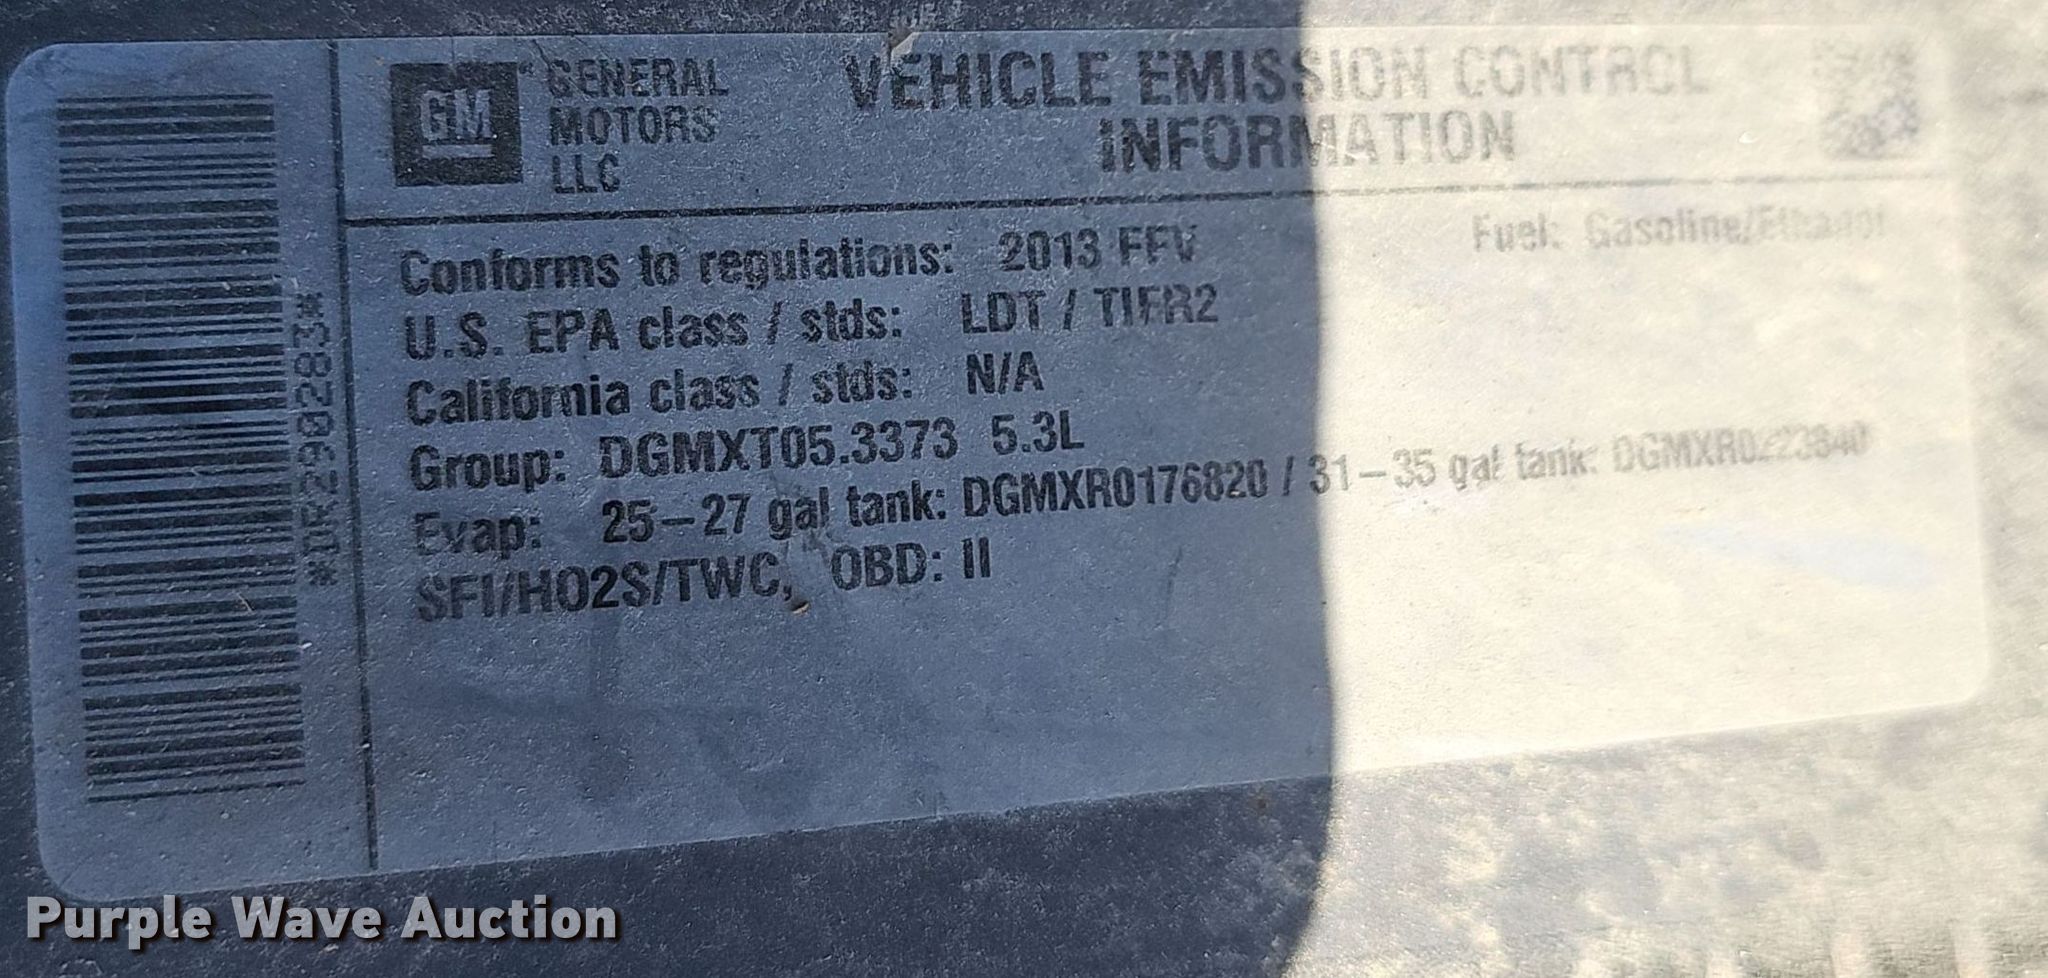 *DR290283*
GM
GENERAL
MOTORS
LLC
VEHICLE EMISSION CONTROL
INFORMATION
Conforms to regulations: 2013 FFV Fuel: Gasoline/Ethanol
U.S. EPA class / stds: LDT / TIER2
California class / stds: N/A
Group: DGMXT05.3373 5.3L
Evap: 25-27 gal tank: DGMXR0176820 / 31-35 gal tank:
SFI/HO2S/TWC, OBD: II
Purple Wave Auction